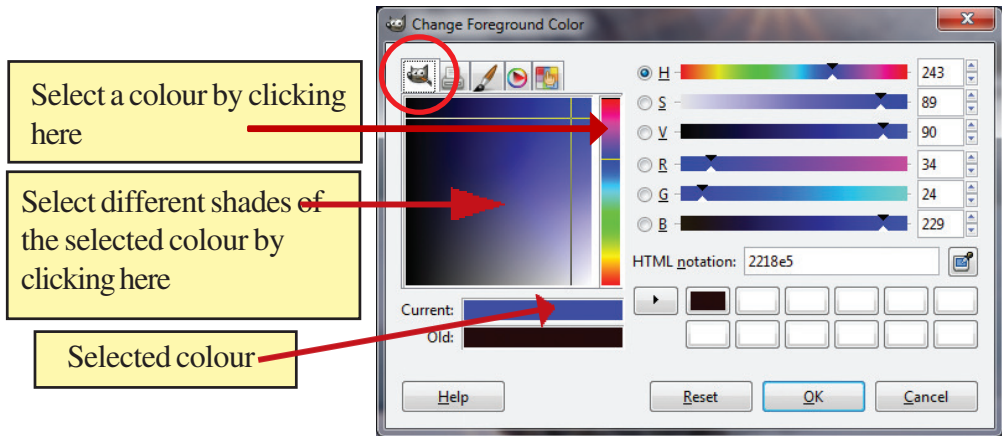 Change Foreground Color
Select a colour by clicking
here
Select different shades of
the selected colour by
clicking here
Selected colour
H 243
S 89
V 90
R 34
G 24
B 229
HTML notation: 2218e5
Current:
Old:
Help Reset OK Cancel